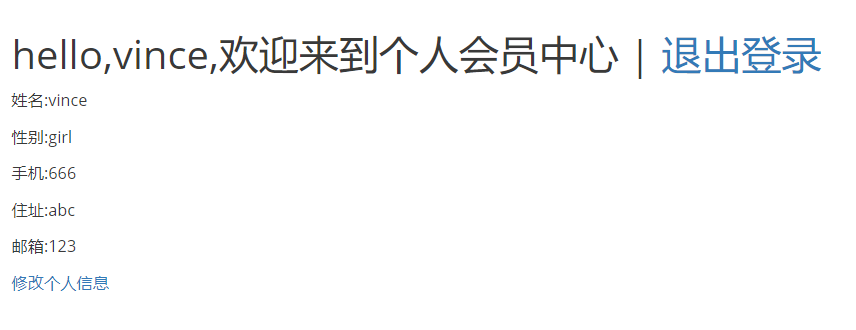 hello,vince,欢迎来到个人会员中心 | 退出登录
姓名:vince
性别:girl
手机:666
住址:abc
邮箱:123
修改个人信息